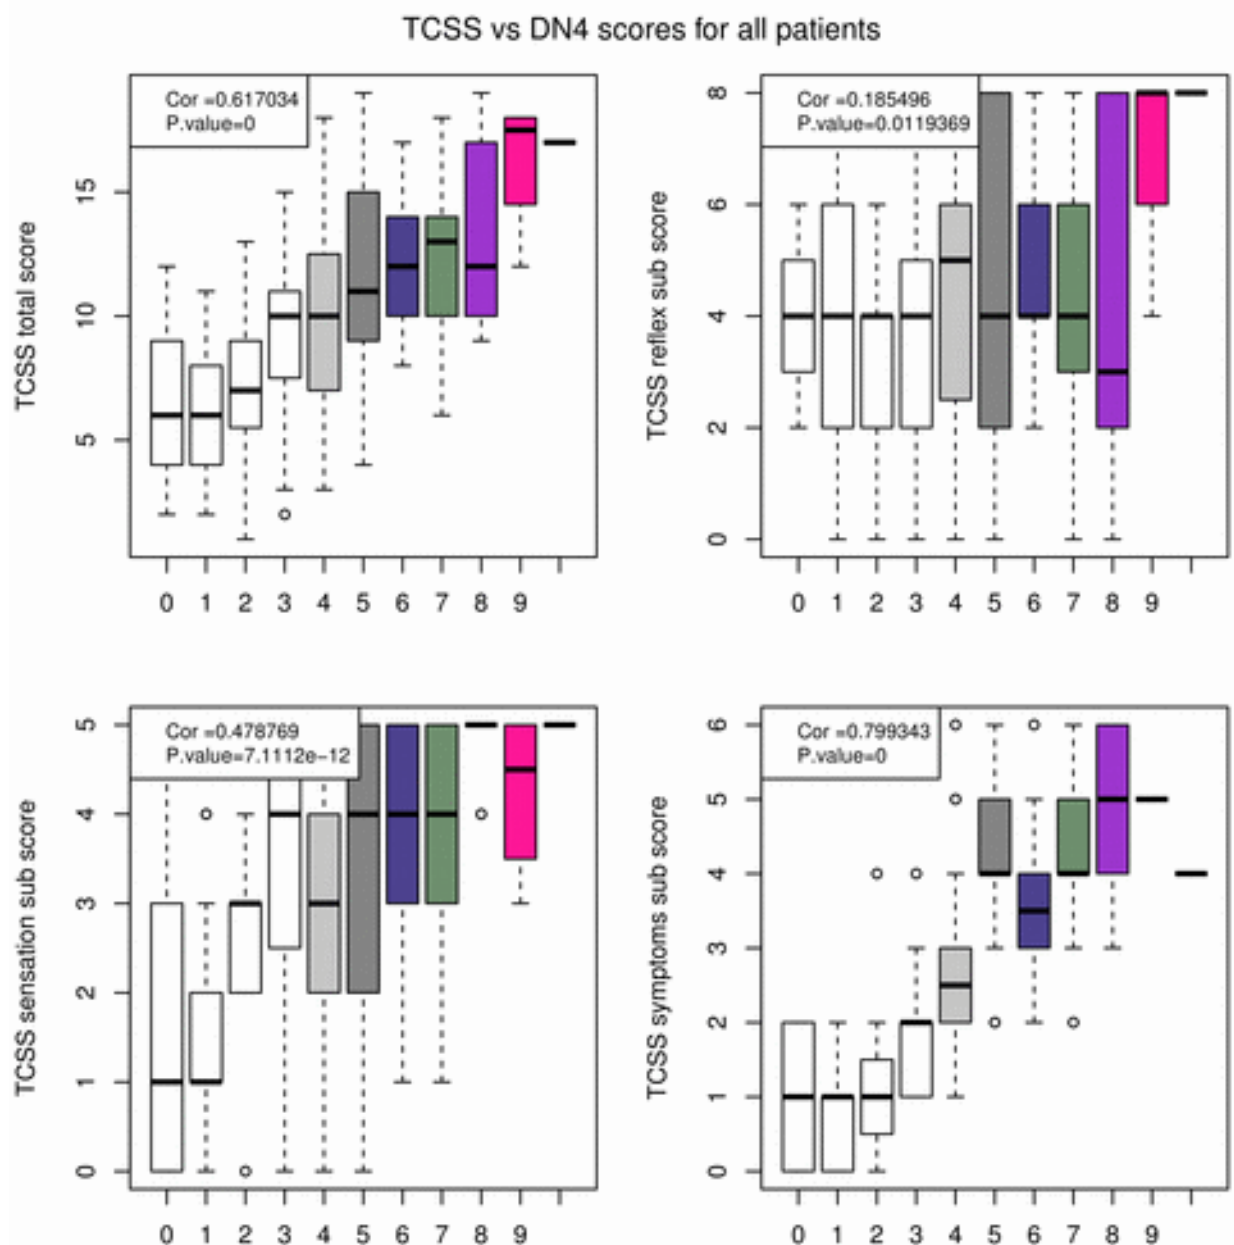 TCSS vs DN4 scores for all patients
Cor =0.617034
P.value=0
TCSS total score
5 10 15
0 1 2 3 4 5 6 7 8 9
Cor =0.185496
P.value=0.0119369
TCSS reflex sub score
0 2 4 6 8
0 1 2 3 4 5 6 7 8 9
Cor =0.478769
P.value=7.1112e−12
TCSS sensation sub score
0 1 2 3 4 5
0 1 2 3 4 5 6 7 8 9
Cor =0.799343
P.value=0
TCSS symptoms sub score
0 1 2 3 4 5 6
0 1 2 3 4 5 6 7 8 9